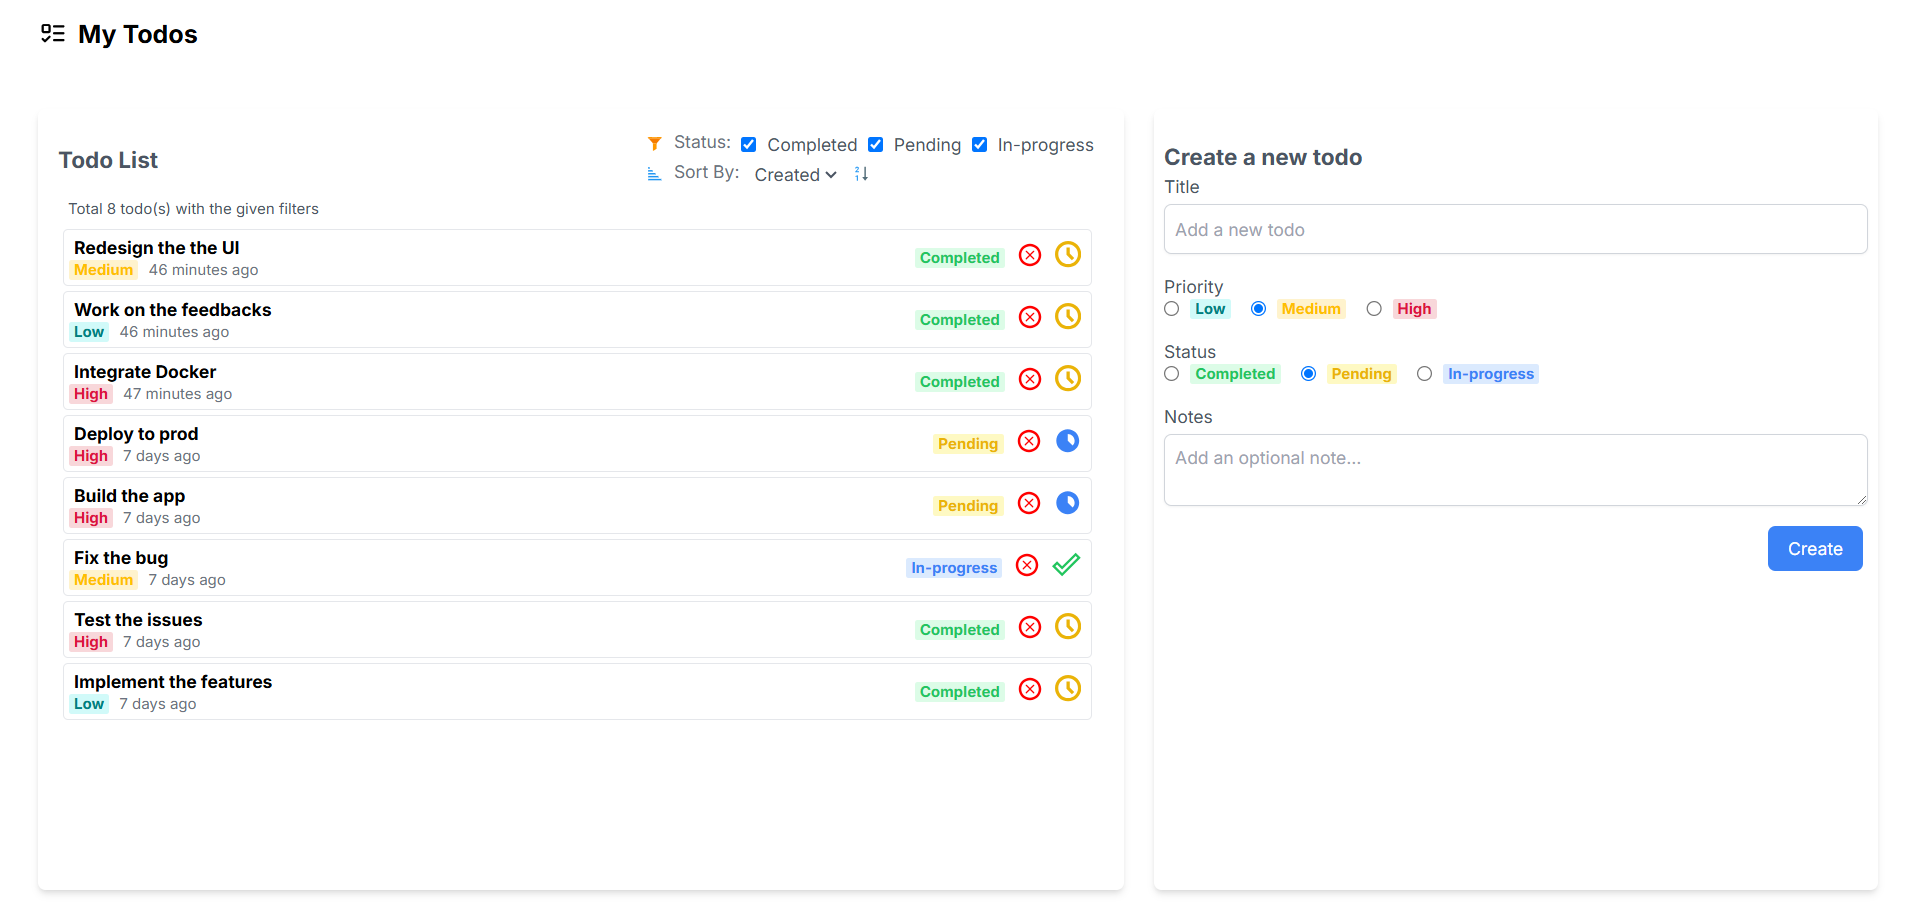 My Todos
Todo List
Status: Completed Pending In-progress
Sort By: Created
Total 8 todo(s) with the given filters
Redesign the the UI
Medium 46 minutes ago
Completed
Work on the feedbacks
Low 46 minutes ago
Completed
Integrate Docker
High 47 minutes ago
Completed
Deploy to prod
High 7 days ago
Pending
Build the app
High 7 days ago
Pending
Fix the bug
Medium 7 days ago
In-progress
Test the issues
High 7 days ago
Completed
Implement the features
Low 7 days ago
Completed
Create a new todo
Title
Add a new todo
Priority
Low Medium High
Status
Completed Pending In-progress
Notes
Add an optional note...
Create